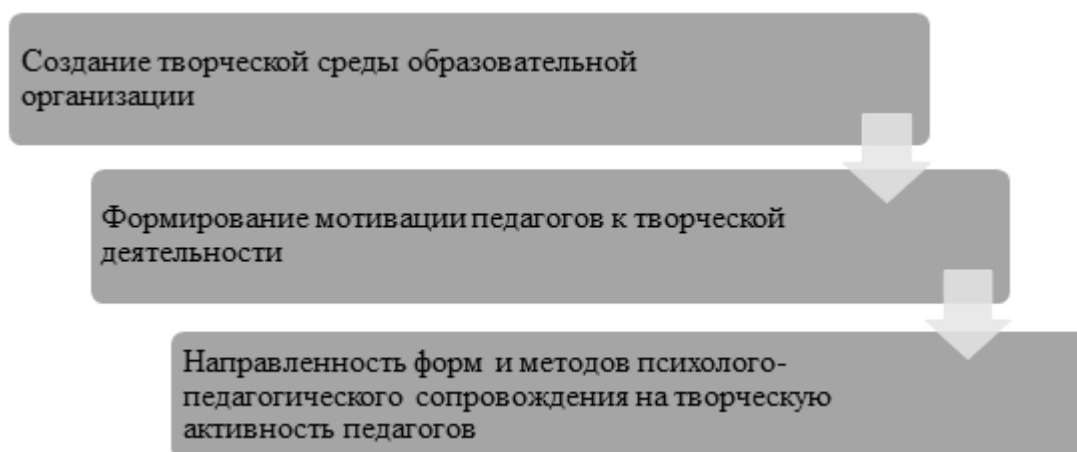 Создание творческой среды образовательной
организации
Формирование мотивации педагогов к творческой
деятельности
Направленность форм и методов психолого-
педагогического сопровождения на творческую
активность педагогов